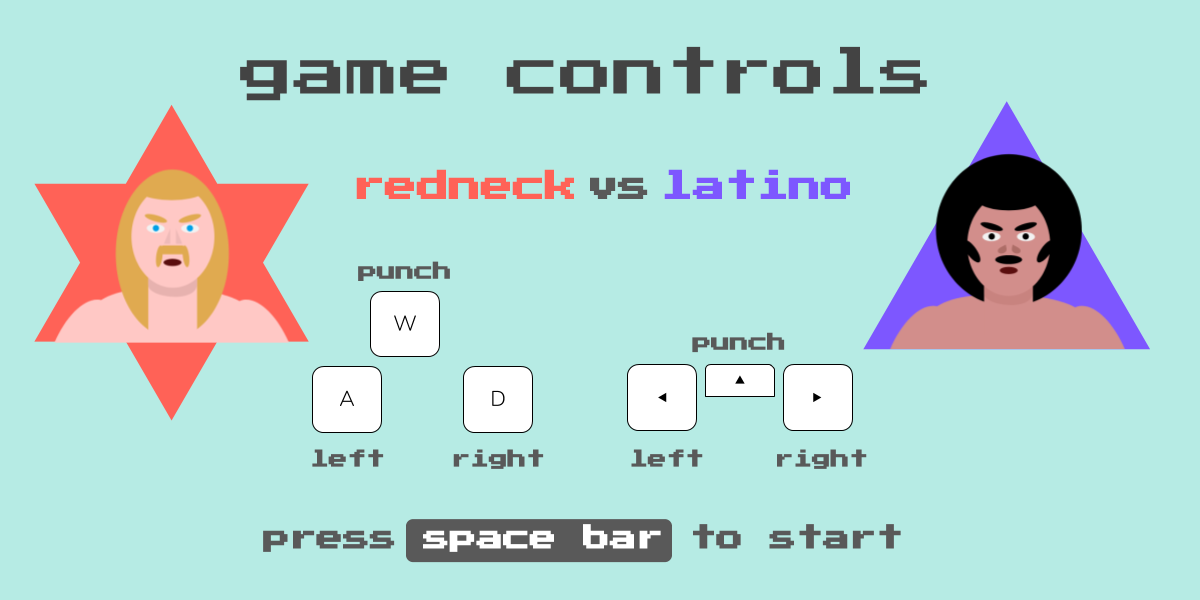 game controls
redneck vs latino
punch
W
A
D
left
right
punch
◀
▲
▶
left
right
press space bar to start